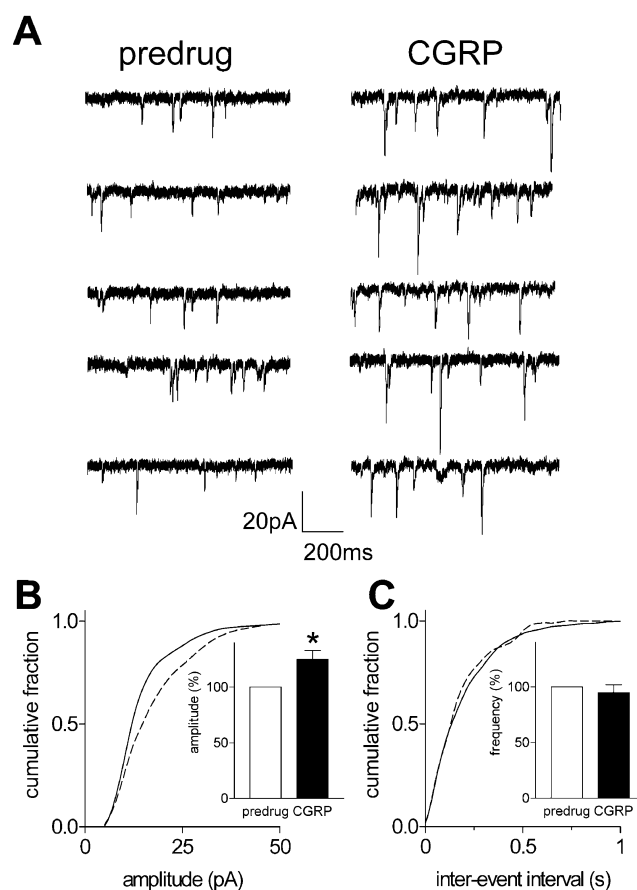 A
predrug
CGRP
20pA
200ms
B
cumulative fraction
1.0
0.5
0.0
0
25
50
amplitude (pA)
amplitude (%)
100
50
0
*
predrug CGRP
C
cumulative fraction
1.0
0.5
0.0
0
0.5
1
inter-event interval (s)
frequency (%)
100
50
0
predrug CGRP